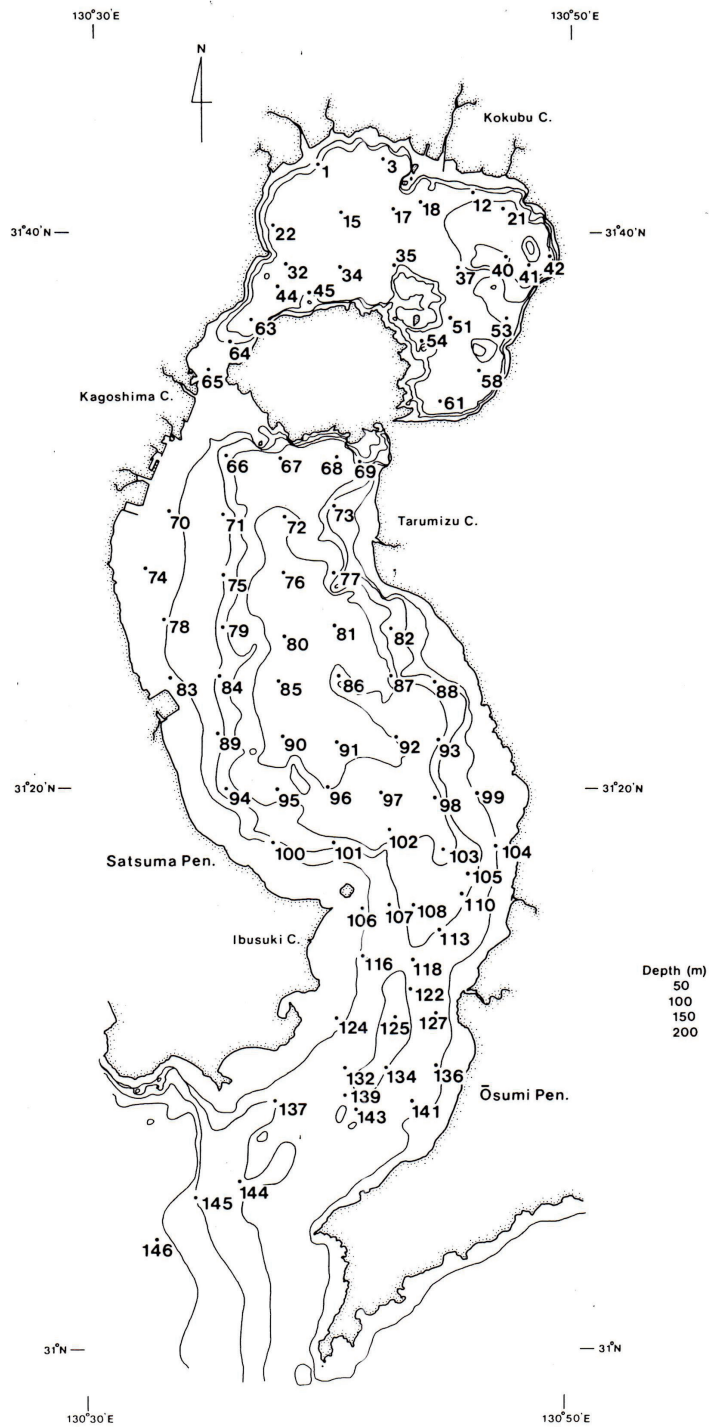 130°30'E 130°50'E
N
Kokubu C.
1 3
18 12
15 17 21
22
31°40'N 31°40'N
35
32 34 37 40 41 42
44 45
63 51 53
64 54
65 58
Kagoshima C. 61
66 67 68 69
70 71 72 73 Tarumizu C.
74 75 76 77
78 79 80 81 82
83 84 85 86 87 88
89 90 91 92 93
31°20'N 31°20'N
94 95 96 97 98 99
100 101 102 103 104
Satsuma Pen. 105
106 107 108 110
Ibusuki C. 113
116 118
Depth (m)
50
100
150
200
122
124 125 127
132 134 136
139 Ōsumi Pen.
137 143 141
144
145
146
31°N 31°N
130°30'E 130°50'E